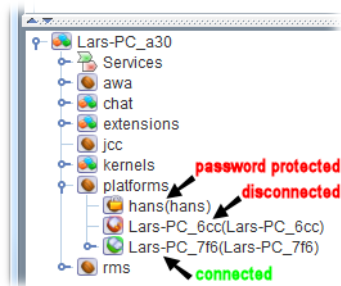 Lars-PC_a30
Services
awa
chat
extensions
jcc
kernels
password protected
platforms
disconnected
hans(hans)
Lars-PC_6cc(Lars-PC_6cc)
Lars-PC_7f6(Lars-PC_7f6)
connected
rms